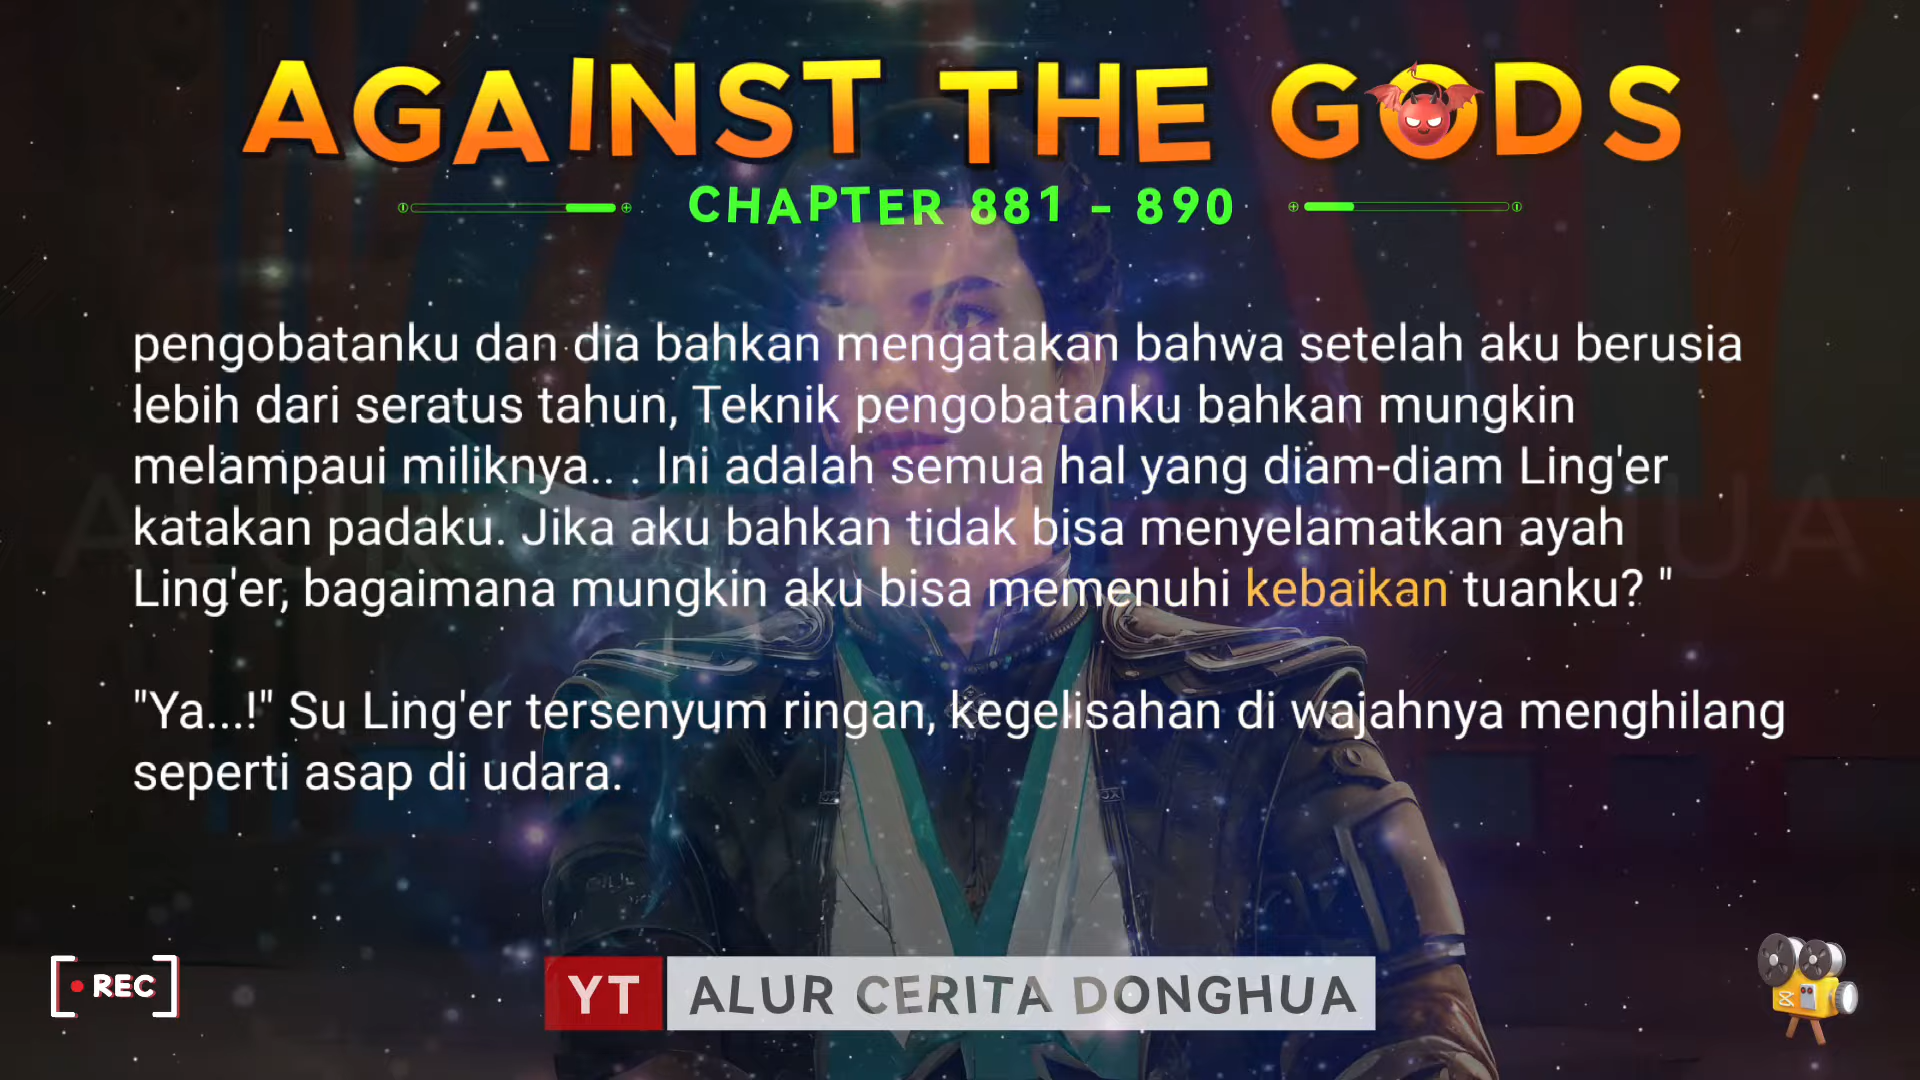 AGAINST THE GODS
CHAPTER 881 - 890
pengobatanku dan dia bahkan mengatakan bahwa setelah aku berusia
lebih dari seratus tahun, Teknik pengobatanku bahkan mungkin
melampaui miliknya.. . Ini adalah semua hal yang diam-diam Ling'er
katakan padaku. Jika aku bahkan tidak bisa menyelamatkan ayah
Ling'er, bagaimana mungkin aku bisa memenuhi kebaikan tuanku? "
"Ya...!" Su Ling'er tersenyum ringan, kegelisahan di wajahnya menghilang
seperti asap di udara.
REC
YT ALUR CERITA DONGHUA